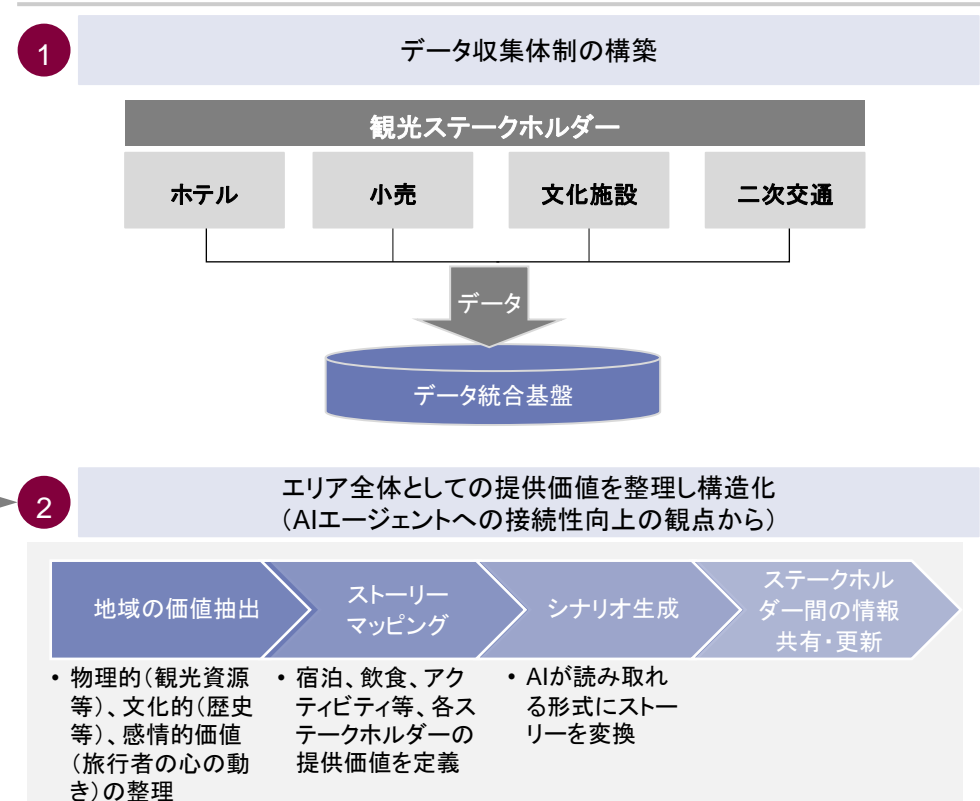 1
データ収集体制の構築
観光ステークホルダー
ホテル
小売
文化施設
二次交通
データ
データ統合基盤
2
エリア全体としての提供価値を整理し構造化
（AIエージェントへの接続性向上の観点から）
地域の価値抽出
ストーリー
マッピング
シナリオ生成
ステークホル
ダー間の情報
共有・更新
• 物理的（観光資源
等）、文化的（歴史
等）、感情的価値
（旅行者の心の動
き）の整理
• 宿泊、飲食、アク
ティビティ等、各ス
テークホルダーの
提供価値を定義
• AIが読み取れ
る形式にストー
リーを変換